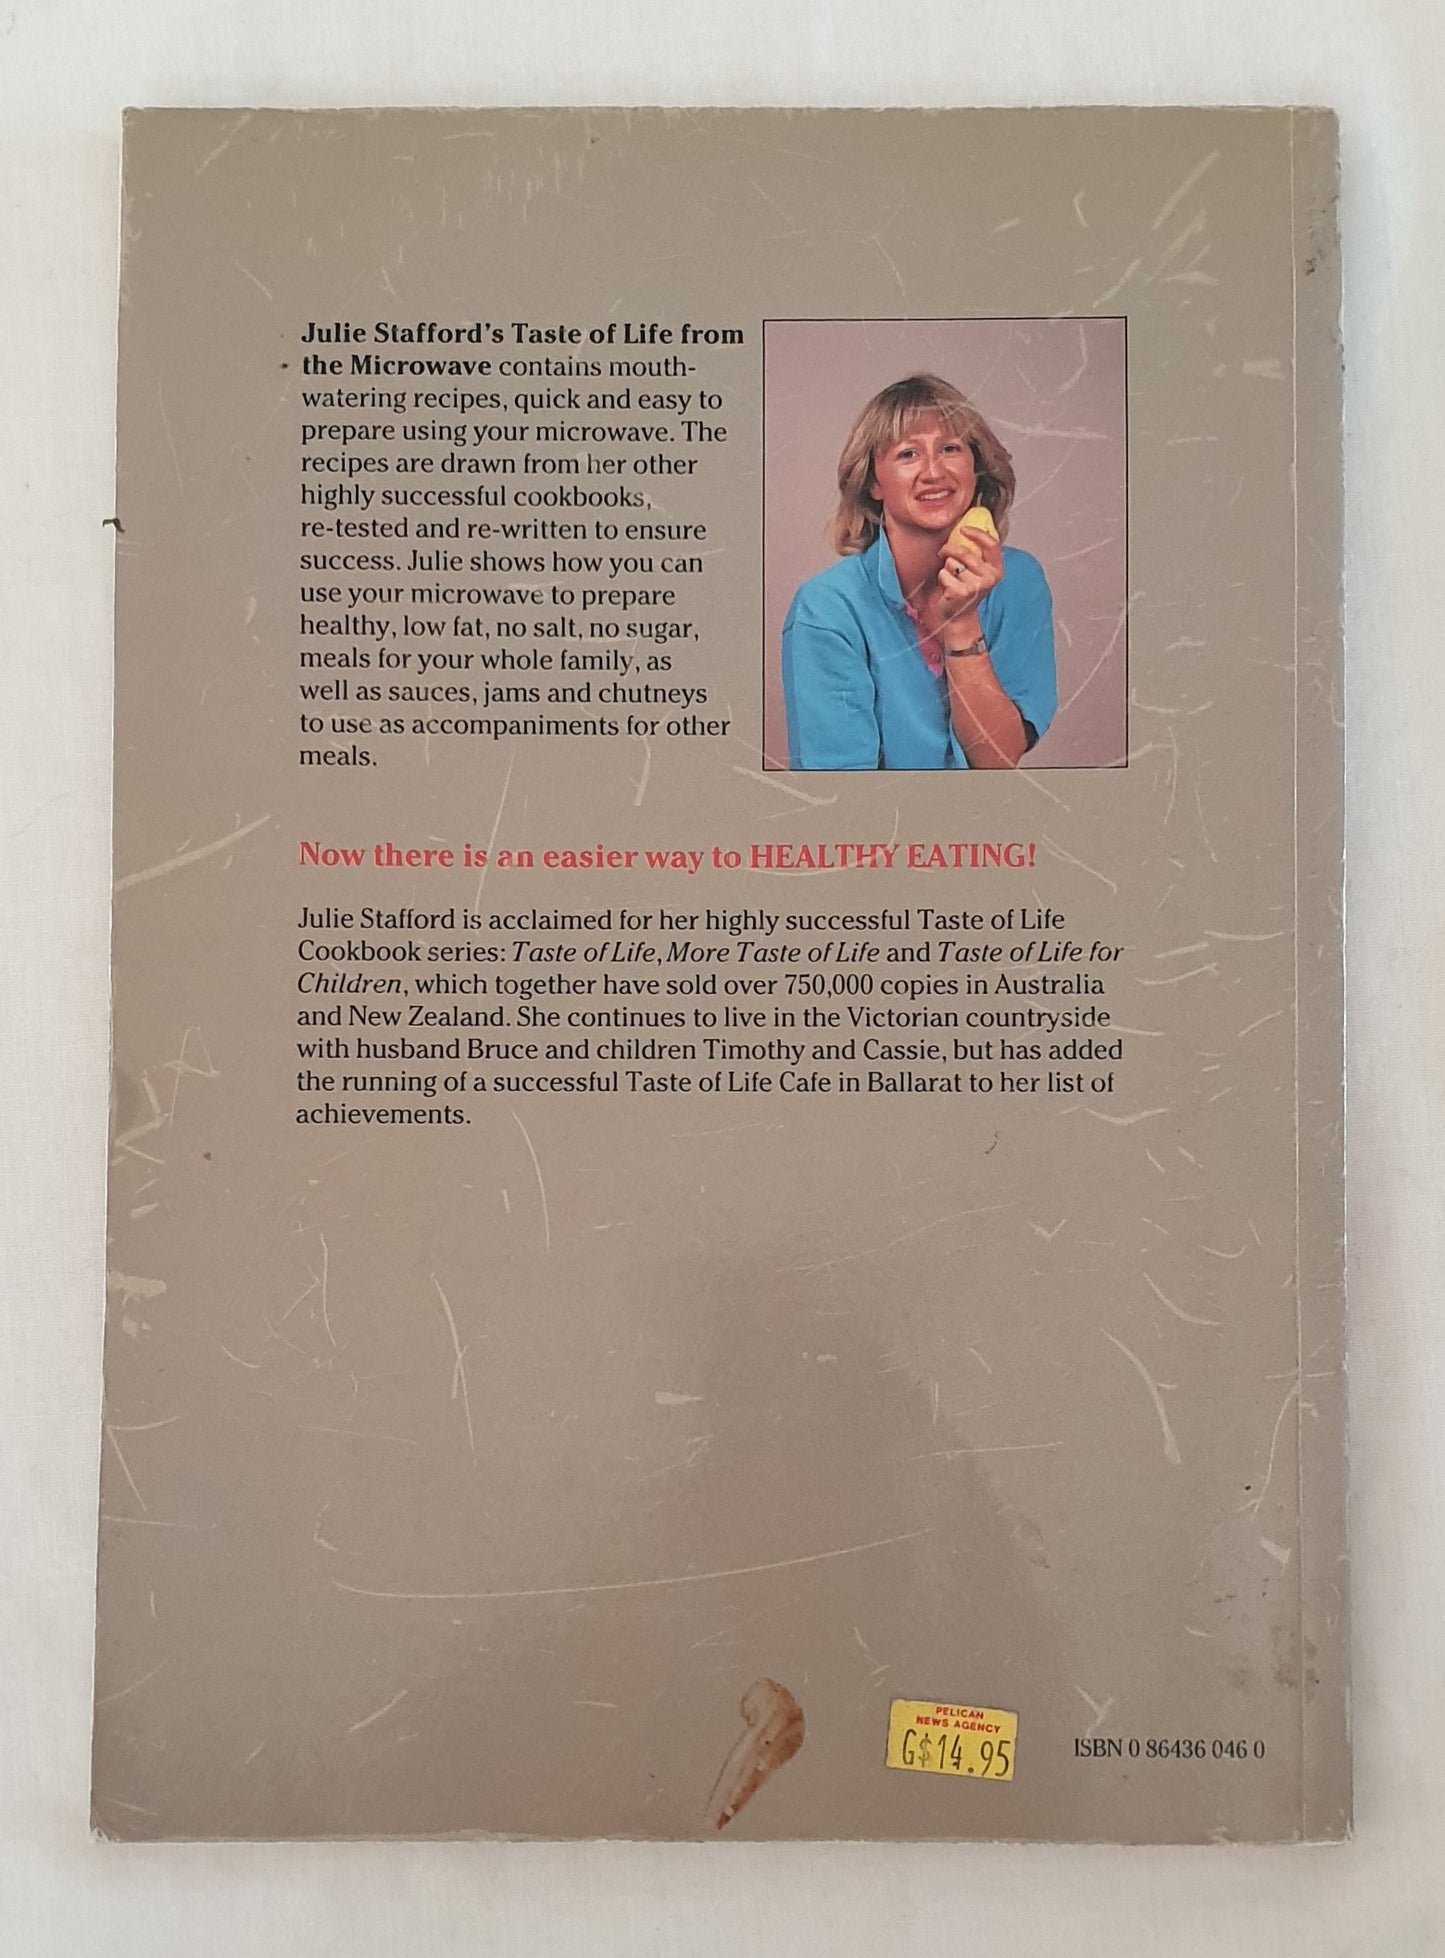 Julie Stafford's Taste of Life from
the Microwave contains mouth-
watering recipes, quick and easy to
prepare using your microwave. The
recipes are drawn from her other
highly successful cookbooks,
re-tested and re-written to ensure
success. Julie shows how you can
use your microwave to prepare
healthy, low fat, no salt, no sugar,
meals for your whole family, as
well as sauces, jams and chutneys
to use as accompaniments for other
meals.
Now there is an easier way to HEALTHY EATING!
Julie Stafford is acclaimed for her highly successful Taste of Life
Cookbook series: Taste of Life, More Taste of Life and Taste of Life for
Children, which together have sold over 750,000 copies in Australia
and New Zealand. She continues to live in the Victorian countryside
with husband Bruce and children Timothy and Cassie, but has added
the running of a successful Taste of Life Cafe in Ballarat to her list of
achievements.
PELICAN
NEWS AGENCY
G$14.95
ISBN 0 86436 046 0